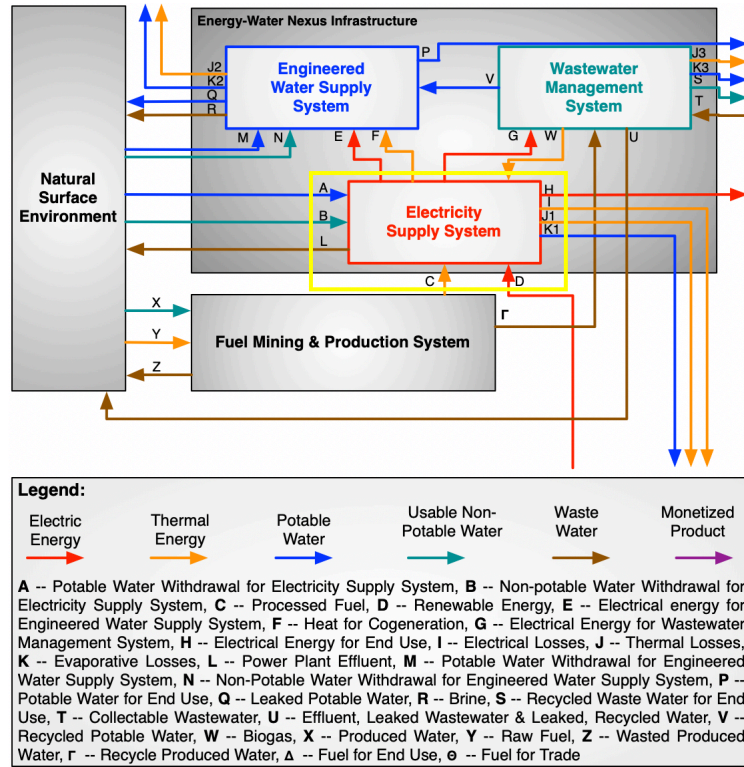 Energy-Water Nexus Infrastructure
P
J2
K2
Q
R
Engineered
Water Supply
System
V
Wastewater
Management
System
J3
K3
S
T
M
N
E
F
G
W
U
Natural
Surface
Environment
A
B
L
Electricity
Supply System
H
I
J1
K1
C
D
X
Y
Z
Fuel Mining & Production System
Γ
Legend:
Electric
Energy
Thermal
Energy
Potable
Water
Usable Non-
Potable Water
Waste
Water
Monetized
Product
A -- Potable Water Withdrawal for Electricity Supply System, B -- Non-potable Water Withdrawal for
Electricity Supply System, C -- Processed Fuel, D -- Renewable Energy, E -- Electrical energy for
Engineered Water Supply System, F -- Heat for Cogeneration, G -- Electrical Energy for Wastewater
Management System, H -- Electrical Energy for End Use, I -- Electrical Losses, J -- Thermal Losses,
K -- Evaporative Losses, L -- Power Plant Effluent, M -- Potable Water Withdrawal for Engineered
Water Supply System, N -- Non-Potable Water Withdrawal for Engineered Water Supply System, P --
Potable Water for End Use, Q -- Leaked Potable Water, R -- Brine, S -- Recycled Waste Water for End
Use, T -- Collectable Wastewater, U -- Effluent, Leaked Wastewater & Leaked, Recycled Water, V --
Recycled Potable Water, W -- Biogas, X -- Produced Water, Y -- Raw Fuel, Z -- Wasted Produced
Water, Γ -- Recycle Produced Water, Δ -- Fuel for End Use, Θ -- Fuel for Trade